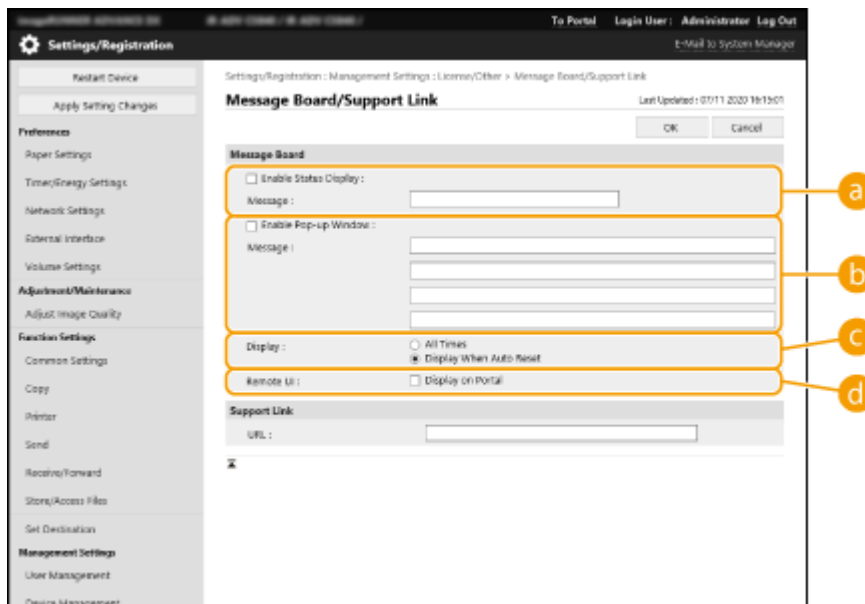 To Portal Login User: Administrator Log Out
Settings/Registration
E-Mail to System Manager
Restart Device
Apply Setting Changes
Preferences
Paper Settings
Timer/Energy Settings
Network Settings
External Interface
Volume Settings
Adjustment/Maintenance
Adjust Image Quality
Function Settings
Common Settings
Copy
Printer
Send
Receive/Forward
Store/Access Files
Set Destination
Management Settings
User Management
Device Management
Settings/Registration : Management Settings : License/Other > Message Board/Support Link
Message Board/Support Link
Last Updated : 07/11 2020 16:15:01
OK Cancel
Message Board
Enable Status Display :
Message :
a
Enable Pop-up Window :
Message :
b
Display : All Times
Display When Auto Reset
c
Remote UI : Display on Portal
d
Support Link
URL :